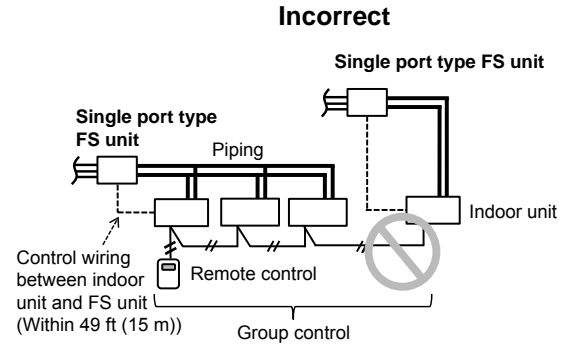 Incorrect
Single port type FS unit
Single port type
FS unit
Piping
Indoor unit
Control wiring
between indoor
unit and FS unit
(Within 49 ft (15 m))
Remote control
Group control